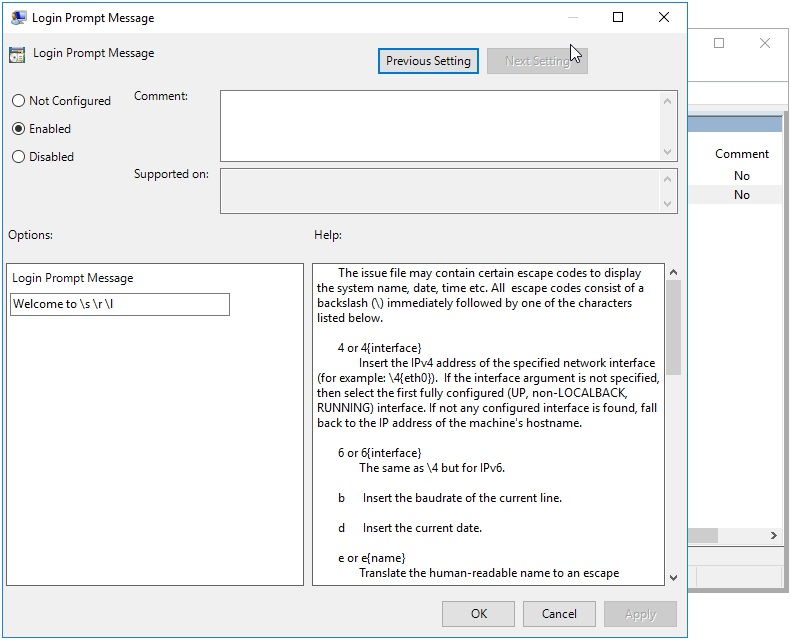 Login Prompt Message
Login Prompt Message
Previous Setting
Next Setting
Not Configured
Comment:
Enabled
Disabled
Supported on:
Options:
Help:
Login Prompt Message
Welcome to \s \r \l
The issue file may contain certain escape codes to display
the system name, date, time etc. All  escape codes consist of a
backslash (\) immediately followed by one of the characters
listed below.
4 or 4{interface}
Insert the IPv4 address of the specified network interface
(for example: \4{eth0}).  If the interface argument is not specified,
then select the first fully configured (UP, non-LOCALBACK,
RUNNING) interface. If not any configured interface is found, fall
back to the IP address of the machine's hostname.
6 or 6{interface}
The same as \4 but for IPv6.
b      Insert the baudrate of the current line.
d      Insert the current date.
e or e{name}
Translate the human-readable name to an escape
OK
Cancel
Apply
Comment
No
No